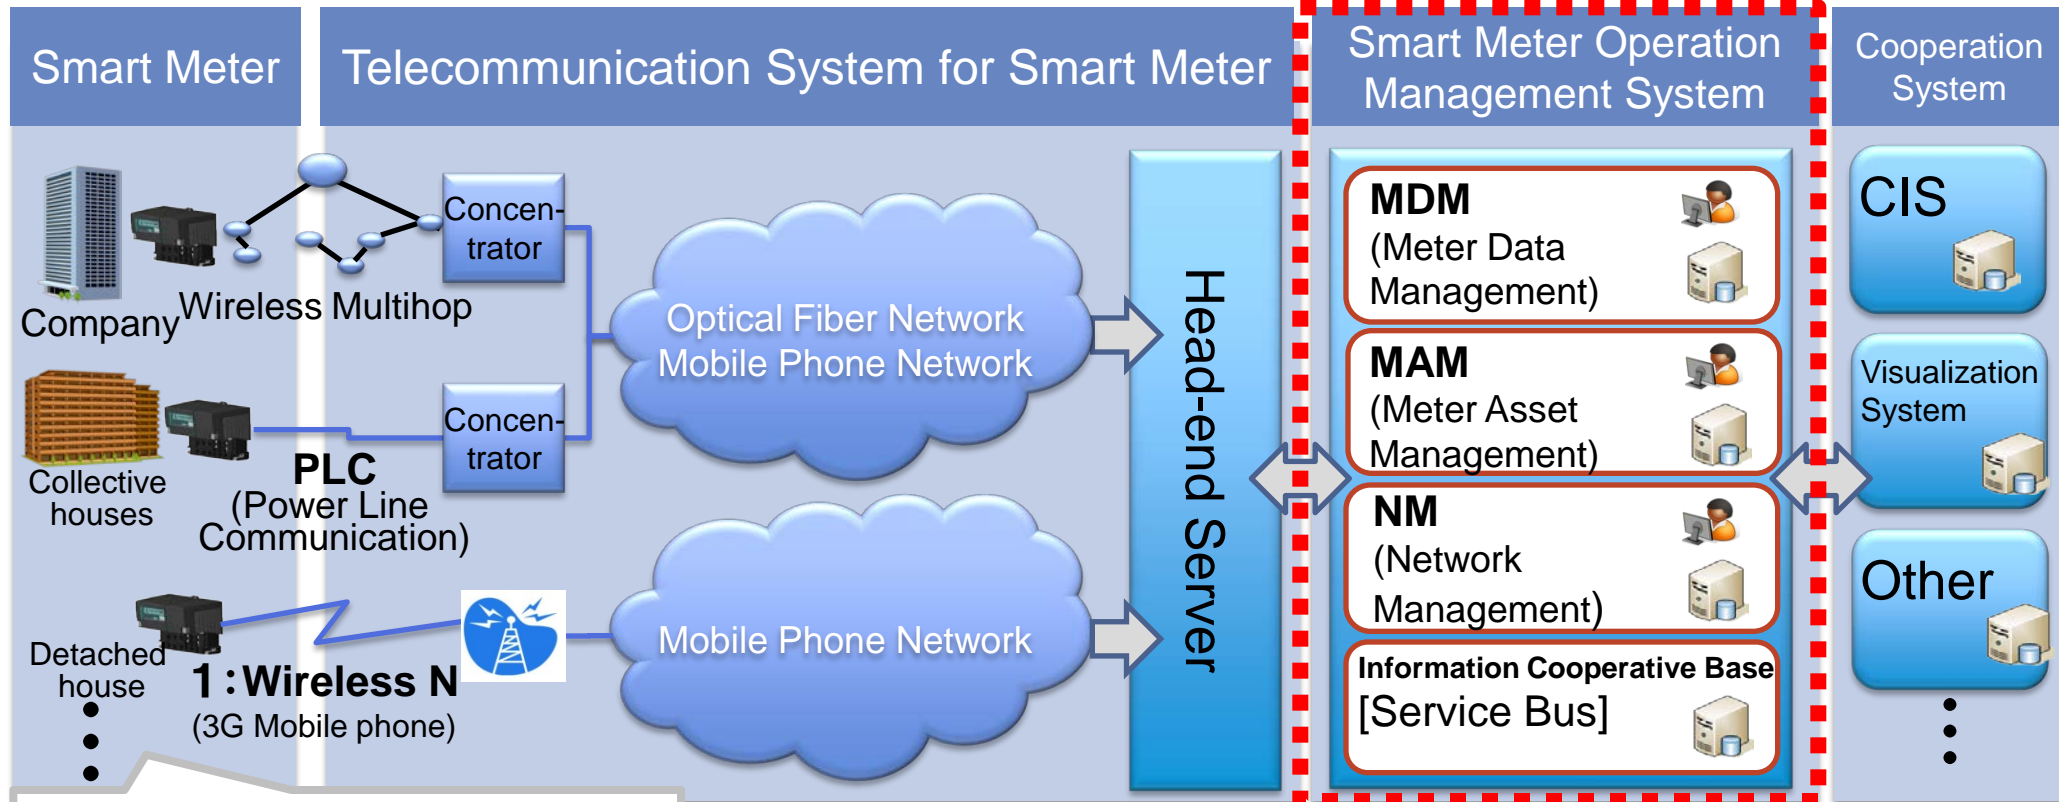 Smart Meter
Telecommunication System for Smart Meter
Smart Meter Operation
Management System
Cooperation
System
Company
Wireless Multihop
Concen-
trator
Collective
houses
PLC
(Power Line
Communication)
Concen-
trator
Detached
house
1：Wireless N
(3G Mobile phone)
Optical Fiber Network
Mobile Phone Network
Mobile Phone Network
Head-end Server
MDM
(Meter Data
Management)
MAM
(Meter Asset
Management)
NM
(Network
Management)
Information Cooperative Base
[Service Bus]
CIS
Visualization
System
Other